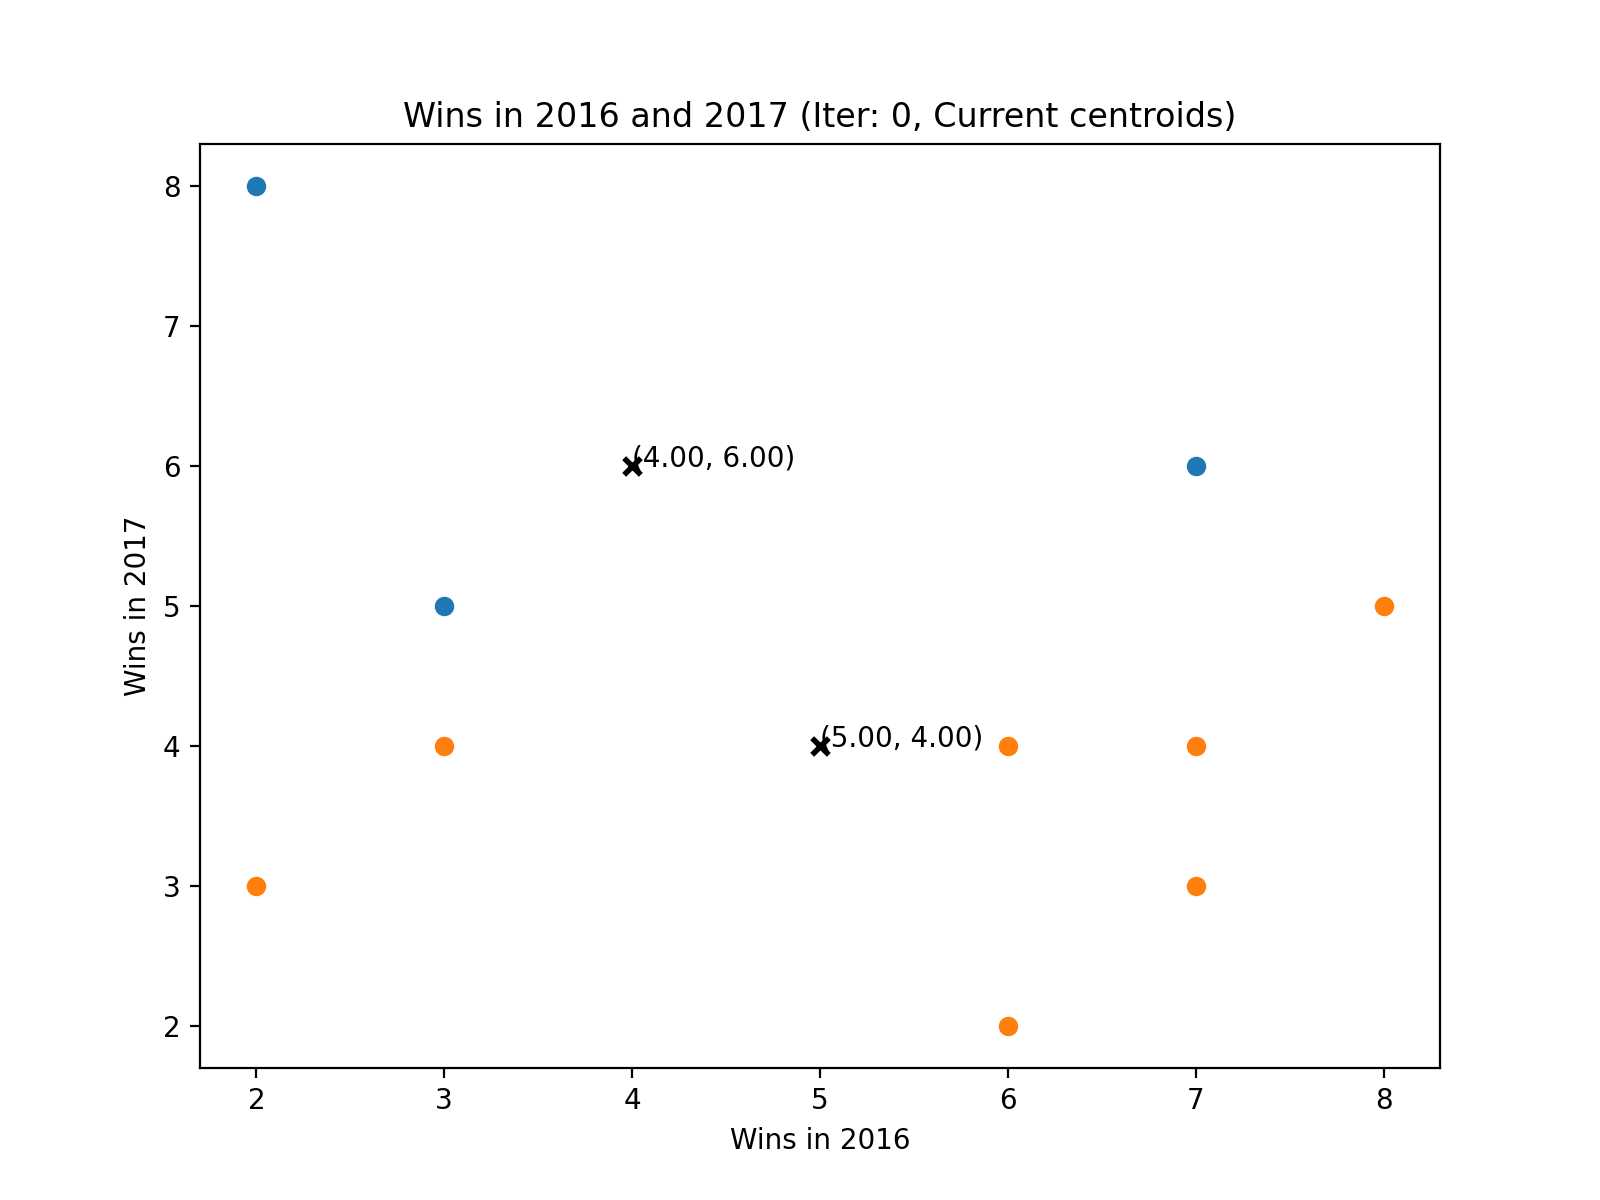 Wins in 2016 and 2017 (Iter: 0, Current centroids)
8
7
6
5
4
3
2
Wins in 2017
(4.00, 6.00)
(5.00, 4.00)
2 3 4 5 6 7 8
Wins in 2016